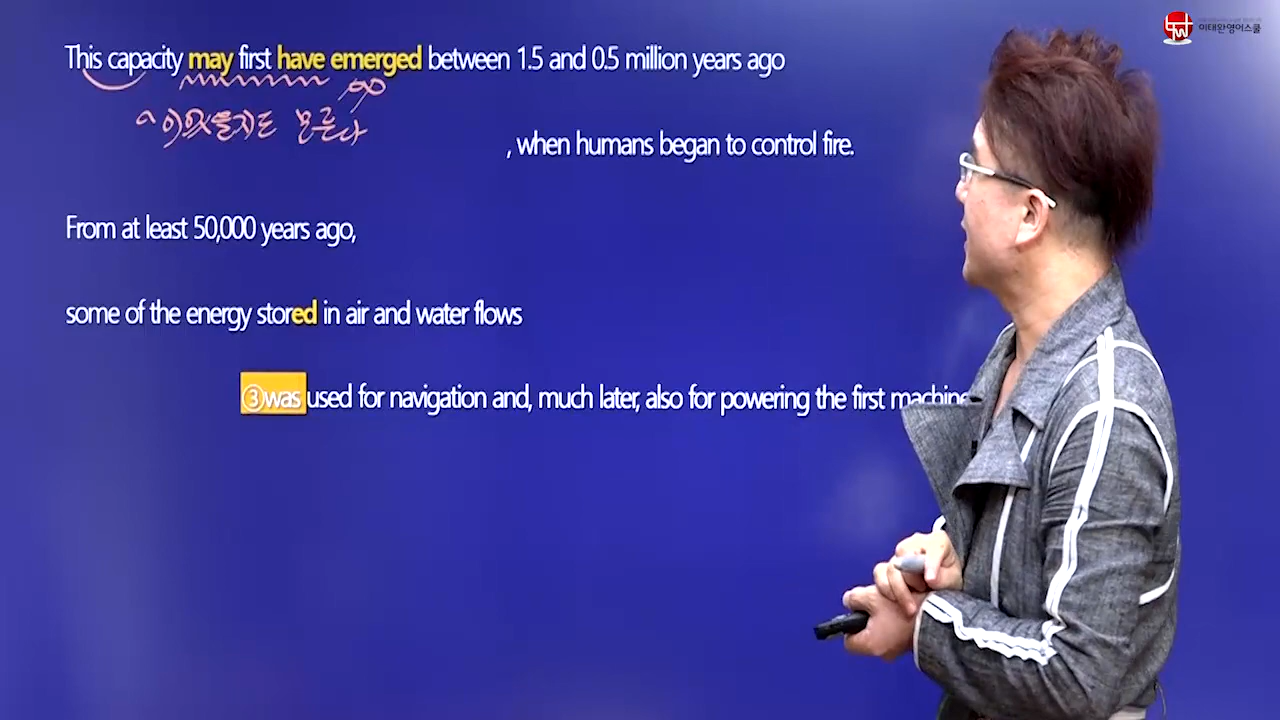 이태완영어스쿨
This capacity may first have emerged between 1.5 and 0.5 million years ago
이었을지도 모른다
, when humans began to control fire.
From at least 50,000 years ago,
some of the energy stored in air and water flows
③was used for navigation and, much later, also for powering the first machine